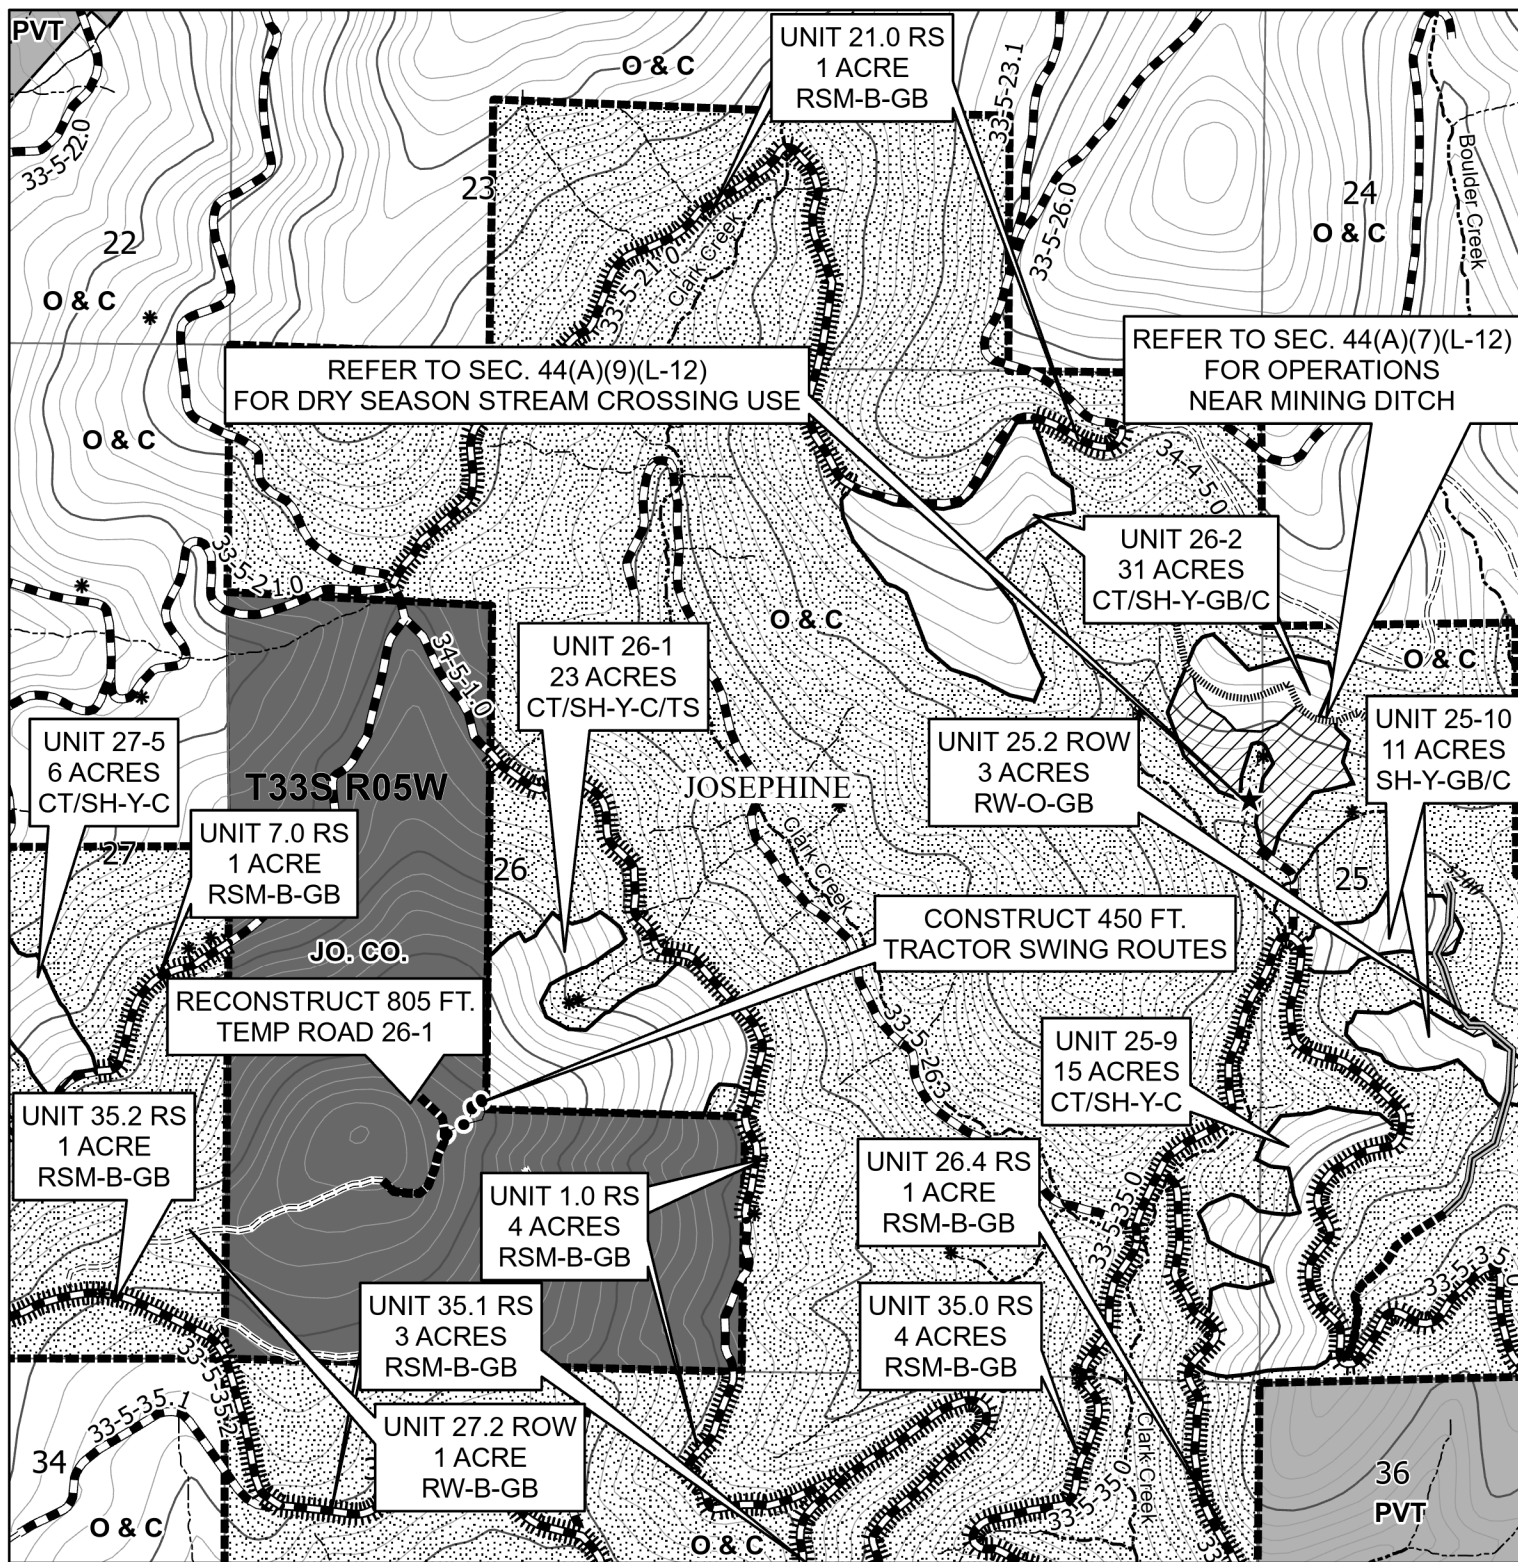 PVT
UNIT 21.0 RS
1 ACRE
RSM-B-GB
O & C
33-5-23.1
33-5-22.0
23
24
O & C
Boulder Creek
22
O & C
33-5-26.0
33-5-21.0
Clark Creek
REFER TO SEC. 44(A)(9)(L-12)
FOR DRY SEASON STREAM CROSSING USE
REFER TO SEC. 44(A)(7)(L-12)
FOR OPERATIONS
NEAR MINING DITCH
O & C
34-4-5.0
33-5-21.0
UNIT 26-2
31 ACRES
CT/SH-Y-GB/C
O & C
UNIT 26-1
23 ACRES
CT/SH-Y-C/TS
34-5-1.0
O & C
UNIT 27-5
6 ACRES
CT/SH-Y-C
T33S R05W
JOSEPHINE
UNIT 25.2 ROW
3 ACRES
RW-O-GB
UNIT 25-10
11 ACRES
SH-Y-GB/C
27
UNIT 7.0 RS
1 ACRE
RSM-B-GB
26
Clark Creek
25
3200
CONSTRUCT 450 FT.
TRACTOR SWING ROUTES
JO. CO.
RECONSTRUCT 805 FT.
TEMP ROAD 26-1
33-5-263
UNIT 25-9
15 ACRES
CT/SH-Y-C
UNIT 35.2 RS
1 ACRE
RSM-B-GB
UNIT 1.0 RS
4 ACRES
RSM-B-GB
UNIT 26.4 RS
1 ACRE
RSM-B-GB
33-5-35.0
UNIT 35.1 RS
3 ACRES
RSM-B-GB
UNIT 35.0 RS
4 ACRES
RSM-B-GB
33-5-35.0
33-5-35.2
33-5-35.1
UNIT 27.2 ROW
1 ACRE
RW-B-GB
Clark Creek
34
36
PVT
33-5-35.0
O & C
O & C